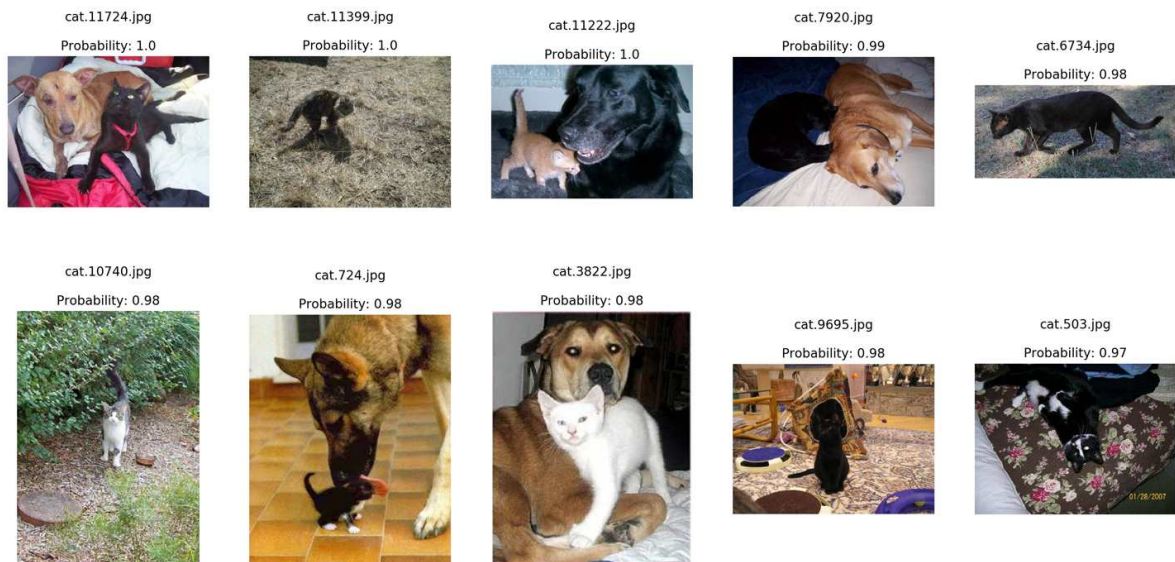 cat.11724.jpg
Probability: 1.0
cat.11399.jpg
Probability: 1.0
cat.11222.jpg
Probability: 1.0
cat.7920.jpg
Probability: 0.99
cat.6734.jpg
Probability: 0.98
cat.10740.jpg
Probability: 0.98
cat.724.jpg
Probability: 0.98
cat.3822.jpg
Probability: 0.98
cat.9695.jpg
Probability: 0.98
cat.503.jpg
Probability: 0.97
01/28/2007